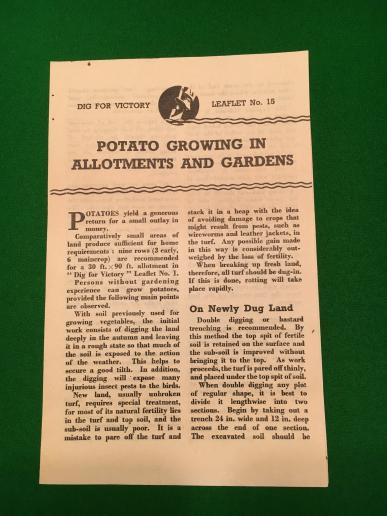 DIG FOR VICTORY LEAFLET No. 15
POTATO GROWING IN
ALLOTMENTS AND GARDENS
POTATOES yield a generous
return for a small outlay in
money.
Comparatively small areas of
land produce sufficient for home
requirements : nine rows (3 early,
6 maincrop) are recommended
for a 30 ft. × 90 ft. allotment in
"Dig for Victory" Leaflet No. 1.
Persons without gardening
experience can grow potatoes,
provided the following main points
are observed.
With soil previously used for
growing vegetables, the initial
work consists of digging the land
deeply in the autumn and leaving
it in a rough state so that much of
the soil is exposed to the action
of the weather. This helps to
secure a good tilth. In addition,
the digging will expose many
injurious insect pests to the birds.
New land, usually unbroken
turf, requires special treatment,
for most of its natural fertility lies
in the turf and top soil, and the
sub-soil is usually poor. It is a
mistake to pare off the turf and
stack it in a heap with the idea
of avoiding damage to crops that
might result from pests, such as
wireworms and leather jackets, in
the turf. Any possible gain made
in this way is considerably out-
weighed by the loss of fertility.
When breaking up fresh land,
therefore, all turf should be dug-in.
If this is done, rotting will take
place rapidly.
On Newly Dug Land
Double digging or bastard
trenching is recommended. By
this method the top spit of fertile
soil is retained on the surface and
the sub-soil is improved without
bringing it to the top. As work
proceeds, the turf is pared off thinly,
and placed under the top spit of soil.
When double digging any plot
of regular shape, it is best to
divide it lengthwise into two
sections. Begin by taking out a
trench 24 in. wide and 12 in. deep
across the end of one section.
The excavated soil should be